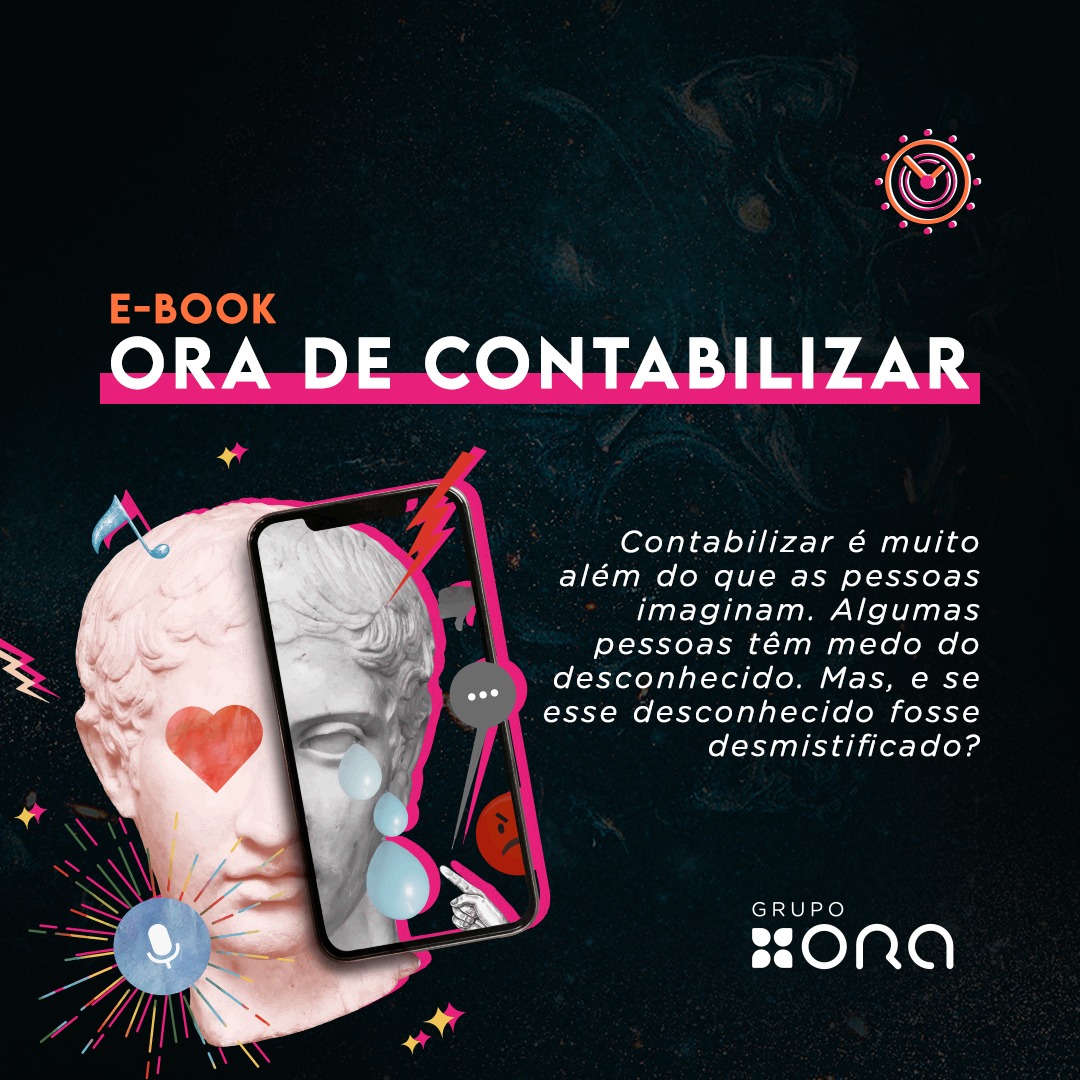 E-BOOK
ORA DE CONTABILIZAR
Contabilizar é muito
além do que as pessoas
imaginam. Algumas
pessoas têm medo do
desconhecido. Mas, e se
esse desconhecido fosse
desmistificado?
GRUPO
ORA